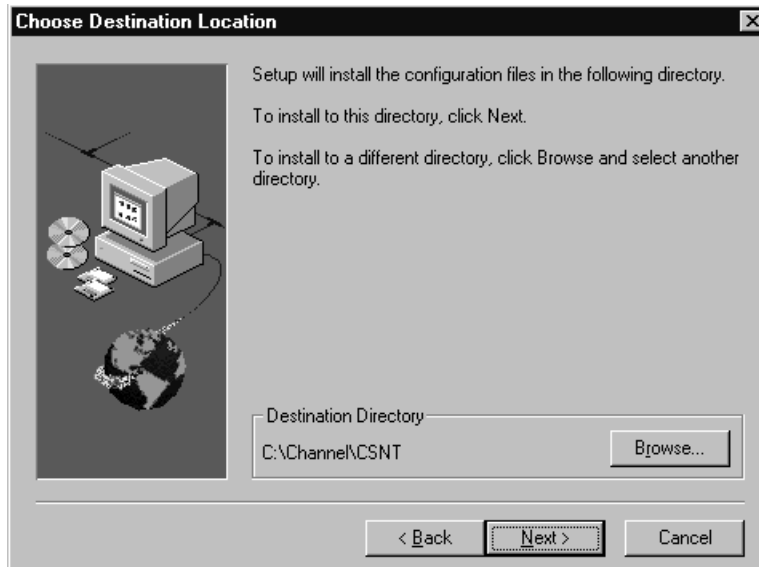 Choose Destination Location
Setup will install the configuration files in the following directory.
To install to this directory, click Next.
To install to a different directory, click Browse and select another
directory.
Destination Directory
C:\Channel\CSNT
Browse...
< Back
Next >
Cancel